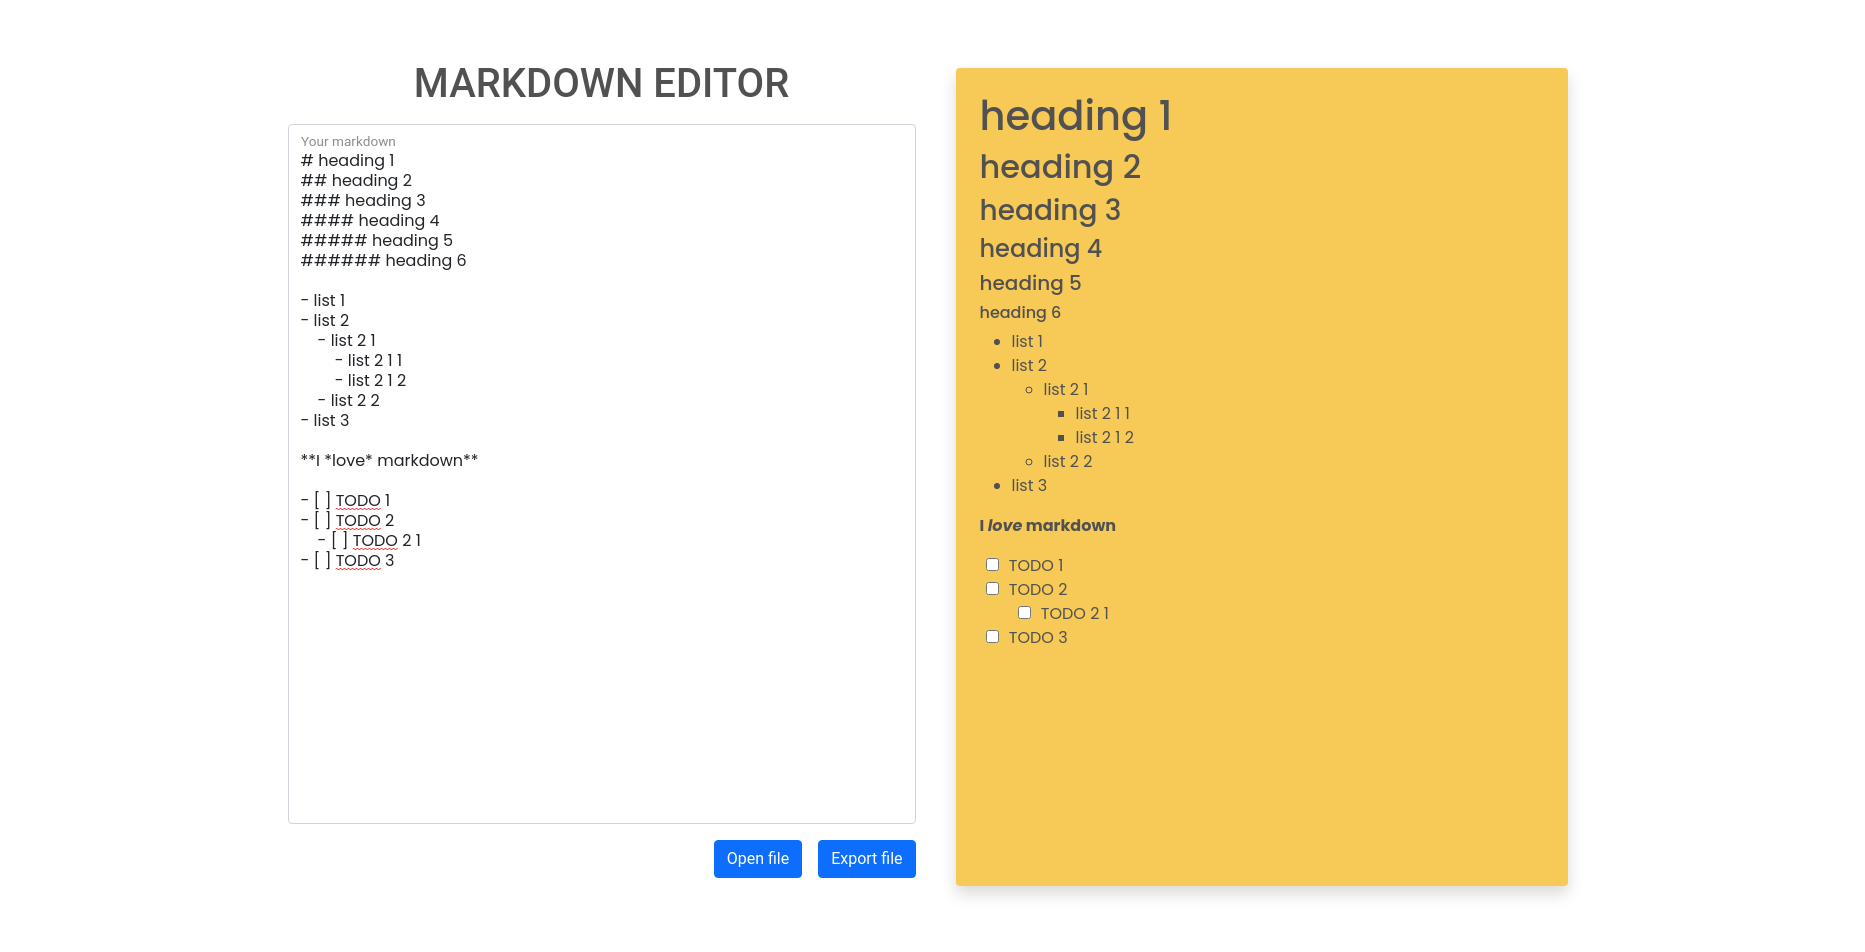 MARKDOWN EDITOR
Your markdown
# heading 1
## heading 2
### heading 3
#### heading 4
##### heading 5
###### heading 6
- list 1
- list 2
    - list 2 1
        - list 2 1 1
        - list 2 1 2
    - list 2 2
- list 3
**I *love* markdown**
- [ ] TODO 1
- [ ] TODO 2
    - [ ] TODO 2 1
- [ ] TODO 3
Open file
Export file
heading 1
heading 2
heading 3
heading 4
heading 5
heading 6
list 1
list 2
list 2 1
list 2 1 1
list 2 1 2
list 2 2
list 3
I love markdown
TODO 1
TODO 2
TODO 2 1
TODO 3